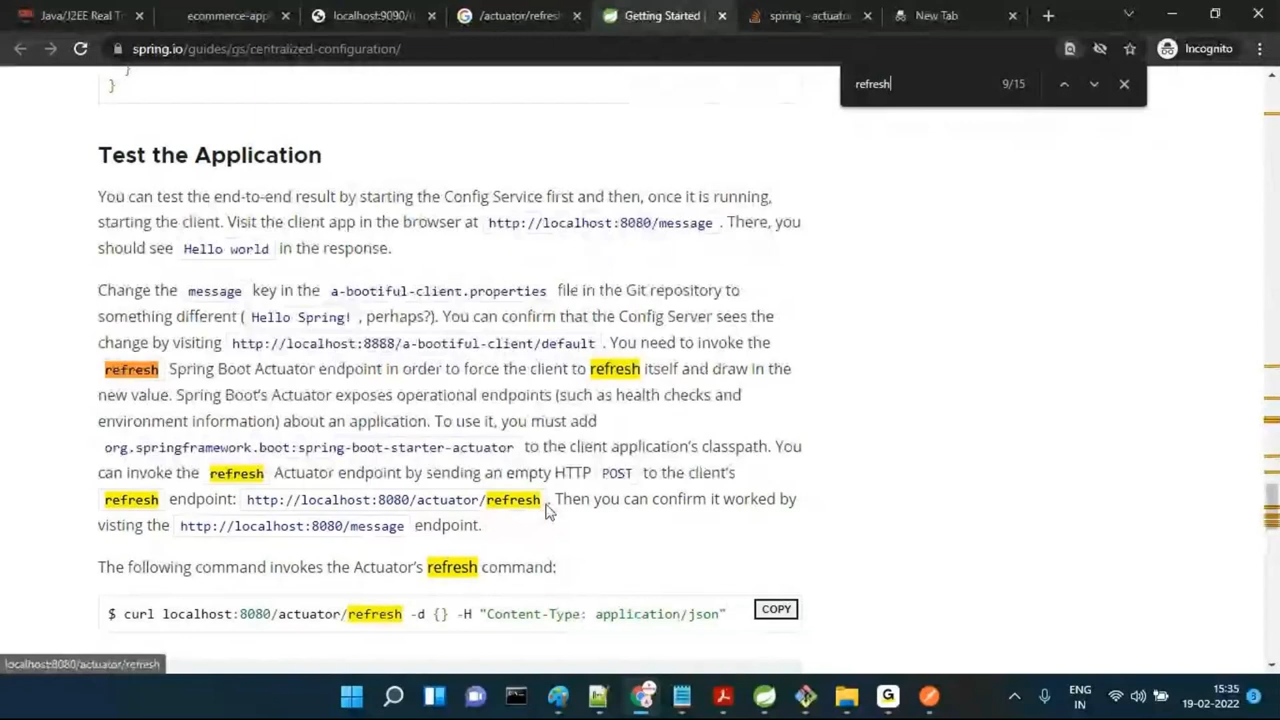 Java/J2EE Real T
ecommerce-app
localhost:9090/
/actuator/refres
Getting Started
spring - actuato
New Tab
spring.io/guides/gs/centralized-configuration/
Incognito
refresh
9/15
}
}
Test the Application
You can test the end-to-end result by starting the Config Service first and then, once it is running,
starting the client. Visit the client app in the browser at http://localhost:8080/message . There, you
should see Hello world in the response.
Change the message key in the a-bootiful-client.properties file in the Git repository to
something different ( Hello Spring! , perhaps?). You can confirm that the Config Server sees the
change by visiting http://localhost:8888/a-bootiful-client/default . You need to invoke the
refresh Spring Boot Actuator endpoint in order to force the client to refresh itself and draw in the
new value. Spring Boot's Actuator exposes operational endpoints (such as health checks and
environment information) about an application. To use it, you must add
org.springframework.boot:spring-boot-starter-actuator to the client application's classpath. You
can invoke the refresh Actuator endpoint by sending an empty HTTP POST to the client's
refresh endpoint: http://localhost:8080/actuator/refresh . Then you can confirm it worked by
visting the http://localhost:8080/message endpoint.
The following command invokes the Actuator's refresh command:
$ curl localhost:8080/actuator/refresh -d {} -H "Content-Type: application/json"
COPY
localhost:8080/actuator/refresh
ENG
IN
15:35
19-02-2022